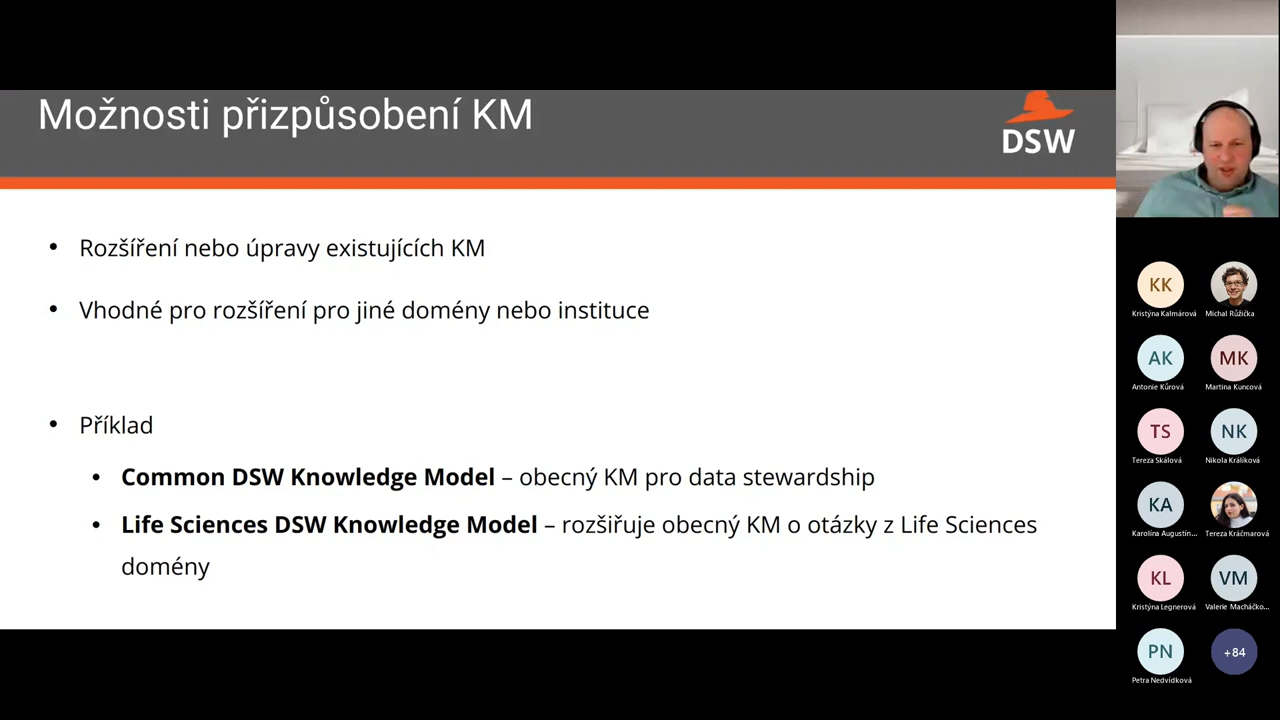 Možnosti přizpůsobení KM
DSW
• Rozšíření nebo úpravy existujících KM
• Vhodné pro rozšíření pro jiné domény nebo instituce
• Příklad
• Common DSW Knowledge Model – obecný KM pro data stewardship
• Life Sciences DSW Knowledge Model – rozšiřuje obecný KM o otázky z Life Sciences
domény
KK
Kristýna Kalmárová
Michal Růžička
AK
Antonie Kůrová
MK
Martina Kuncová
TS
Tereza Skálová
NK
Nikola Králíková
KA
Karolína Augustin...
Tereza Kráčmarová
KL
Kristýna Legnerová
VM
Valerie Macháčko...
PN
Petra Nedvídková
+84